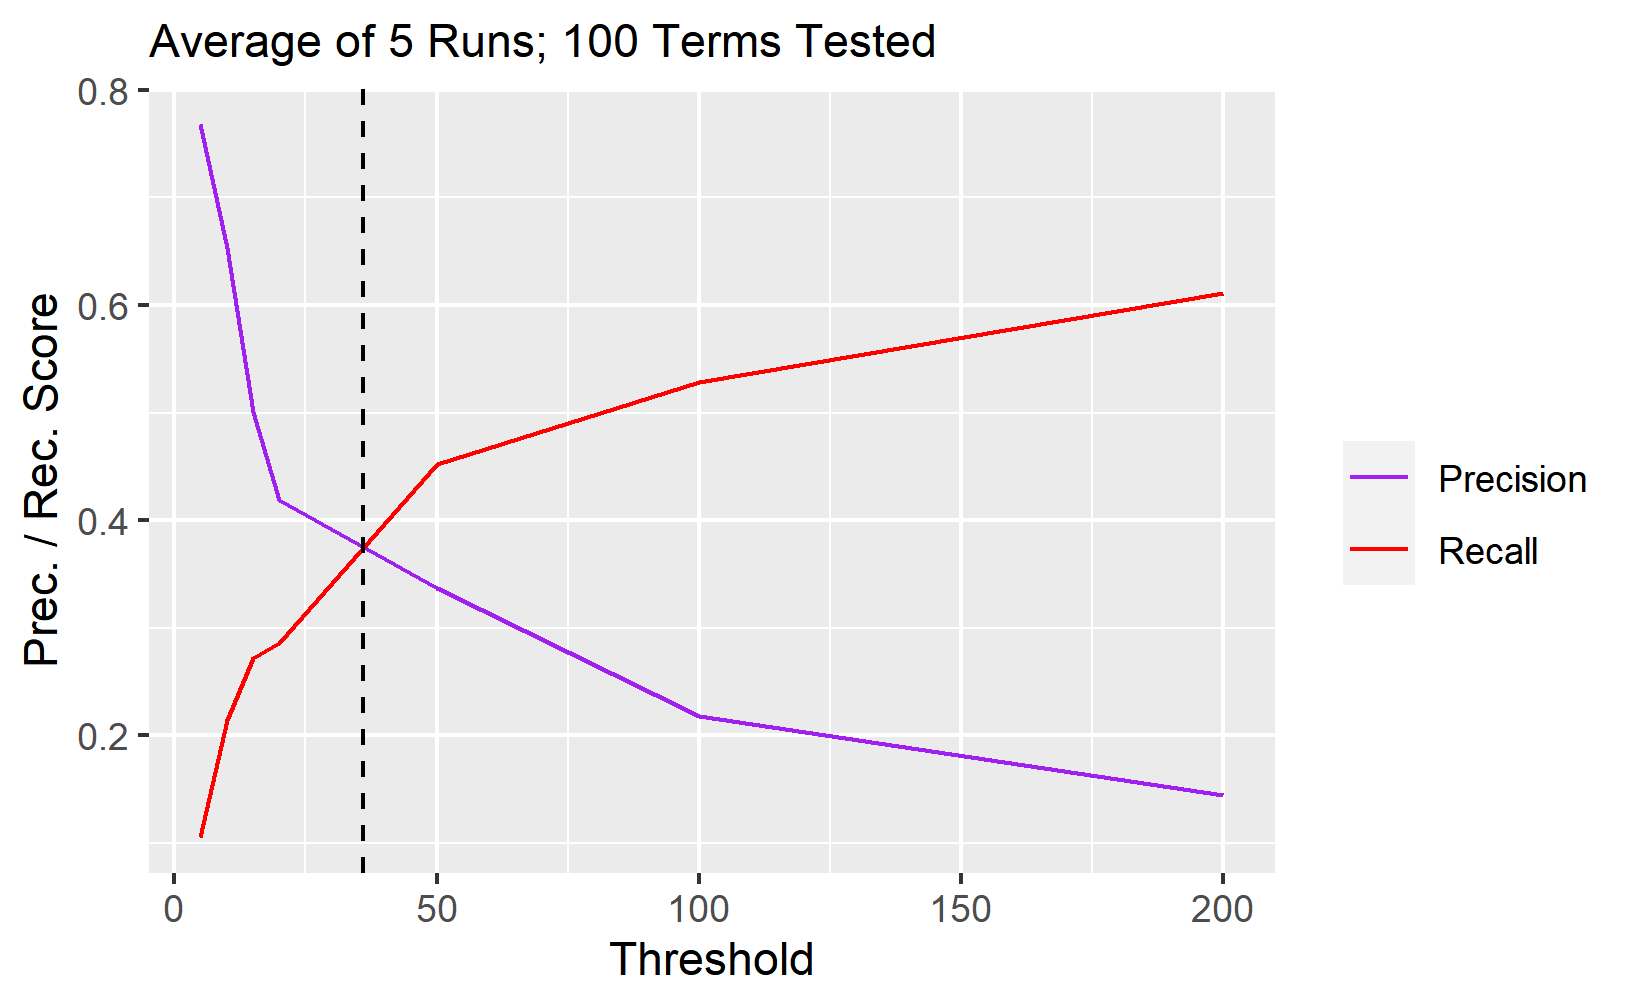 Average of 5 Runs; 100 Terms Tested
0.8
0.6
0.4
0.2
Prec. / Rec. Score
0 50 100 150 200
Threshold
Precision
Recall